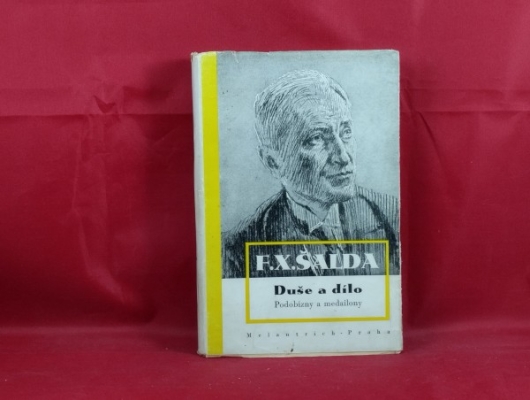 F.X. ŠALDA
Duše a dílo
Podobizny a medailony
Melantrich - Praha